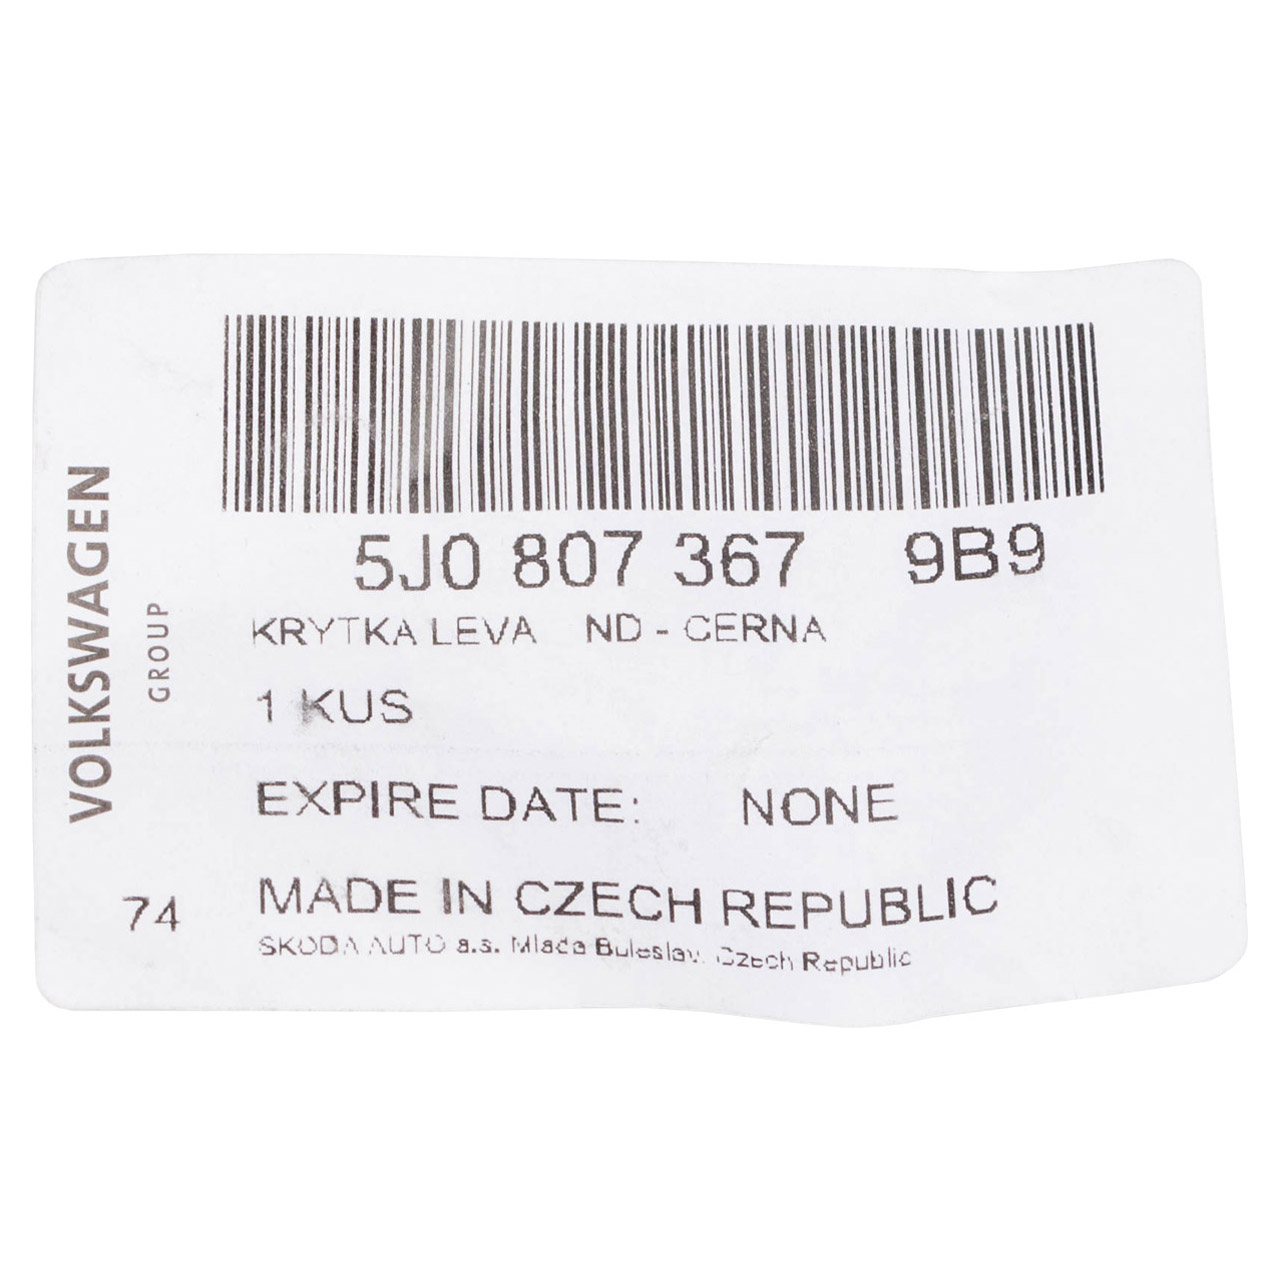 VOLKSWAGEN
GROUP
5J0 807 367 9B9
KRYTKA LEVA ND - CERNA
1 KUS
EXPIRE DATE: NONE
74
MADE IN CZECH REPUBLIC
SKODA AUTO a.s. Mlada Boleslav, Czech Republic